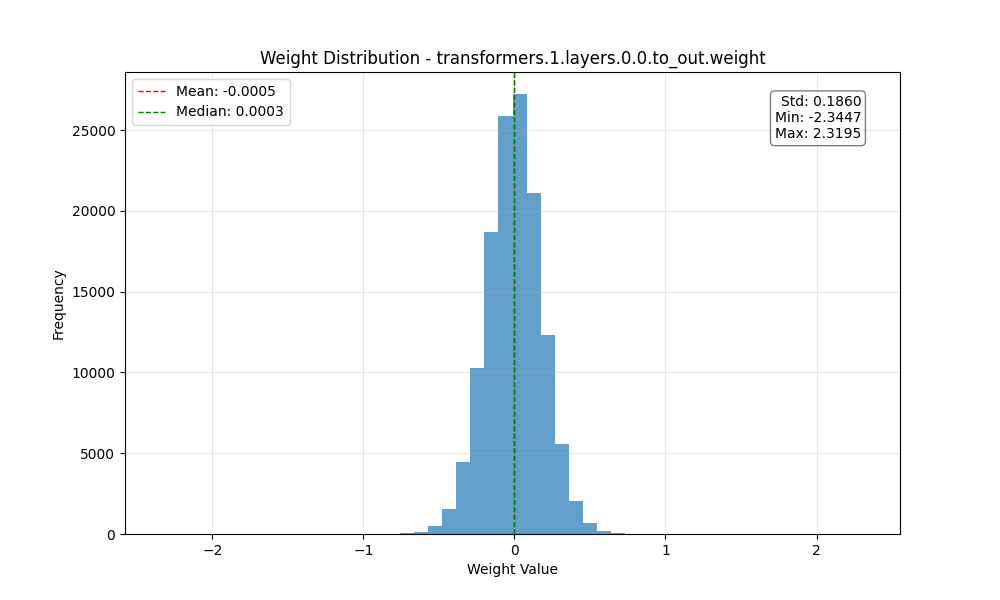 Weight Distribution - transformers.1.layers.0.0.to_out.weight
Mean: -0.0005
Median: 0.0003
Std: 0.1860
Min: -2.3447
Max: 2.3195
Frequency
25000
20000
15000
10000
5000
0
−2
−1
0
1
2
Weight Value